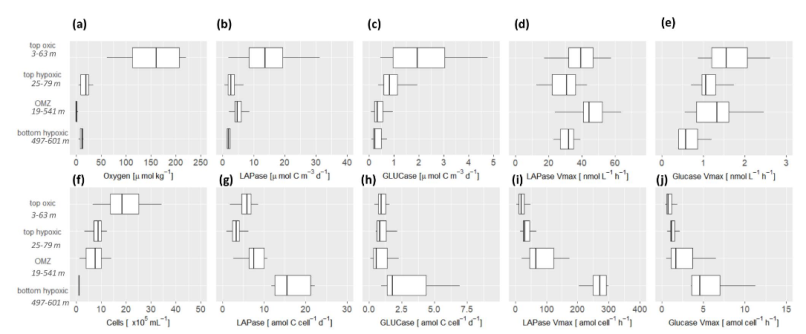 (a) (b) (c) (d) (e)
top oxic
3-63 m
top hypoxic
25-79 m
OMZ
19-541 m
bottom hypoxic
497-601 m
0 50 100 150 200 250
Oxygen [μ mol kg⁻¹]
0 10 20 30 40
LAPase [μ mol C m⁻³ d⁻¹]
0 1 2 3 4 5
GLUCase [μ mol C m⁻³ d⁻¹]
0 20 40 60
LAPase Vmax [ nmol L⁻¹ h⁻¹]
0 1 2 3
Glucase Vmax [ nmol L⁻¹ h⁻¹]
(f) (g) (h) (i) (j)
top oxic
3-63 m
top hypoxic
25-79 m
OMZ
19-541 m
bottom hypoxic
497-601 m
0 10 20 30 40 50
Cells [ x10⁵ mL⁻¹]
0 10 20 30
LAPase [ amol C cell⁻¹ d⁻¹]
0.0 2.5 5.0 7.5
GLUCase [ amol C cell⁻¹ d⁻¹]
0 100 200 300 400
LAPase Vmax [ amol cell⁻¹ h⁻¹]
0 5 10 15
Glucase Vmax [ amol cell⁻¹ h⁻¹]